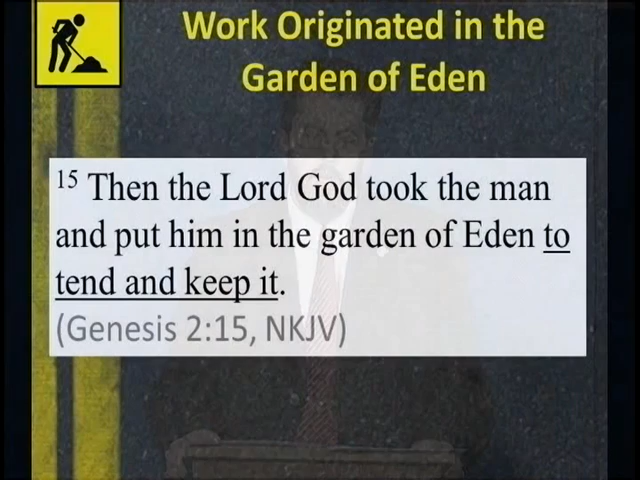 Work Originated in the
Garden of Eden
15 Then the Lord God took the man
and put him in the garden of Eden to
tend and keep it.
(Genesis 2:15, NKJV)